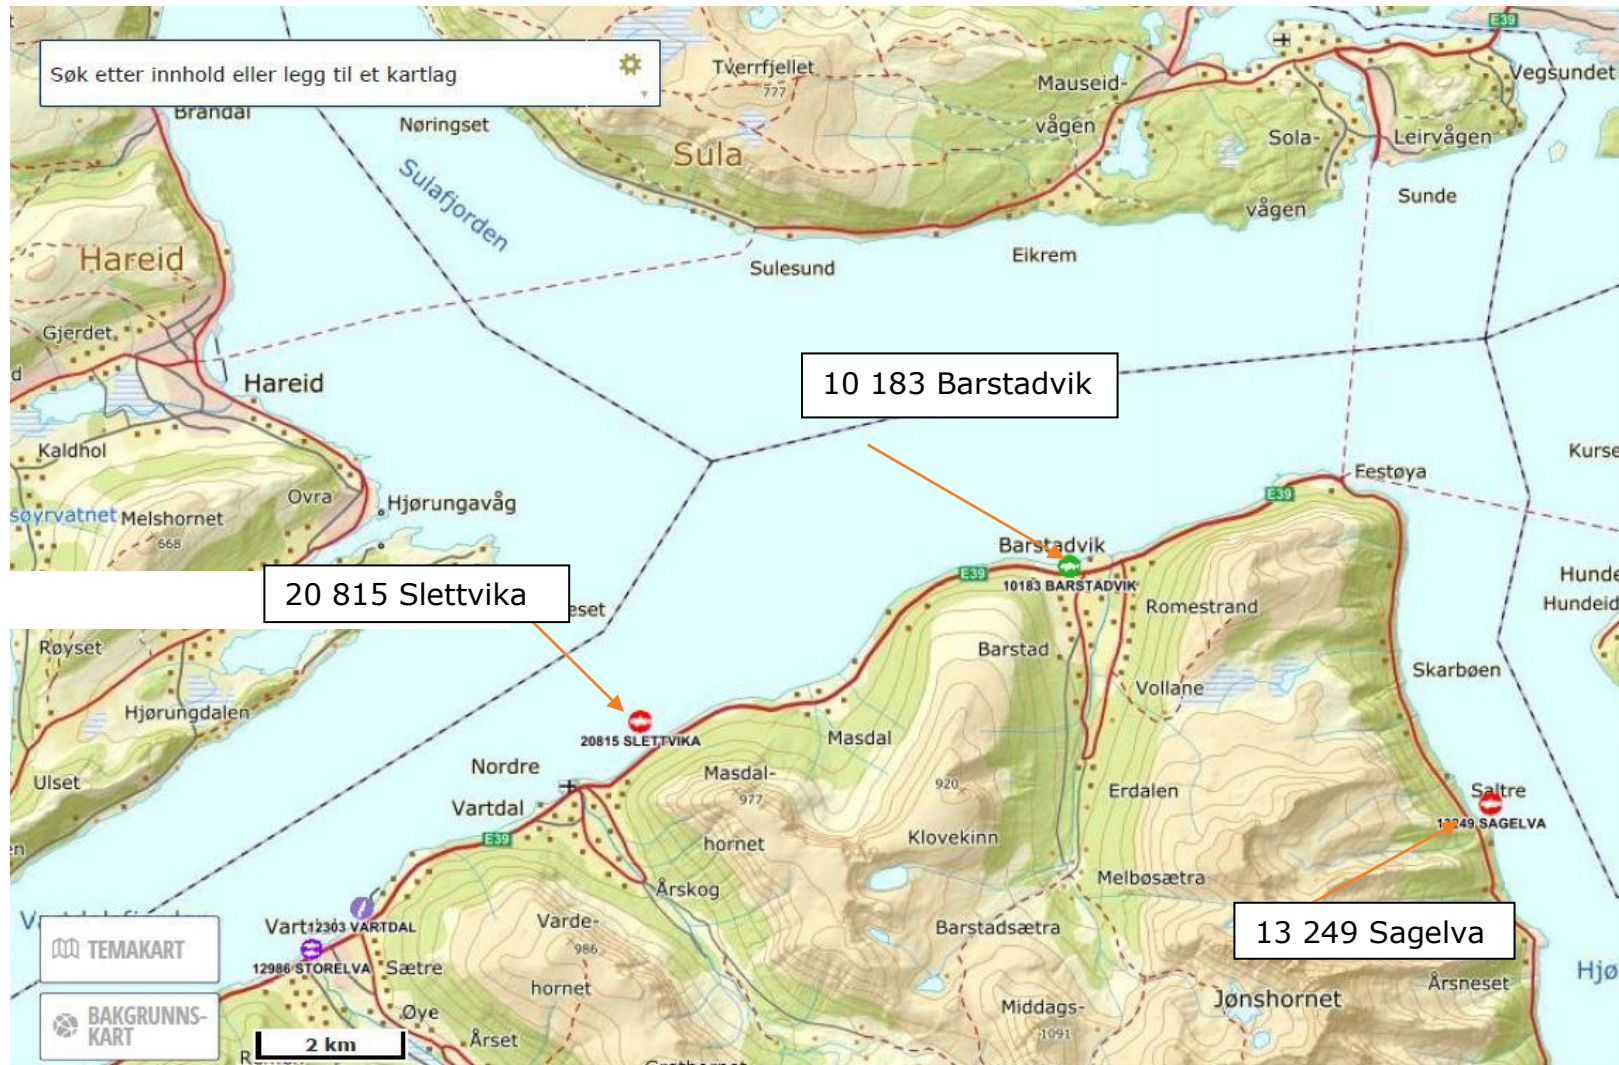 E39
Søk etter innhold eller legg til et kartlag
Tverrfjellet
777
Mauseid-
vågen
Vegsundet
Brandal
Nøringset
Sula
Sola-
vågen
Leirvågen
Sulafjorden
Sunde
Hareid
Sulesund
Eikrem
Gjerdet
d
Hareid
10 183 Barstadvik
Kaldhol
Kurse
Festøya
Ovra
E39
Hjørungavåg
søyrvatnet
Melshornet
668
Barstadvik
E39
10183 BARSTADVIK
Hunde
Hundeid
20 815 Slettvika
eset
Romestrand
Røyset
Barstad
Skarbøen
Vollane
Hjørungdalen
20815 SLETTVIKA
Masdal
Nordre
Vartdal
Masdal-
977
hornet
920
Erdalen
Saltre
13249 SAGELVA
Ulset
E39
en
Klovekinn
Årskog
Melbøsætra
12303 VARTDAL
Varde-
986
hornet
Barstadsætra
13 249 Sagelva
TEMAKART
12986 STORELVA
Sætre
Hjø
Årsneset
Jønshornet
BAKGRUNNS-
KART
Øye
Middags-
1091
2 km
Årset